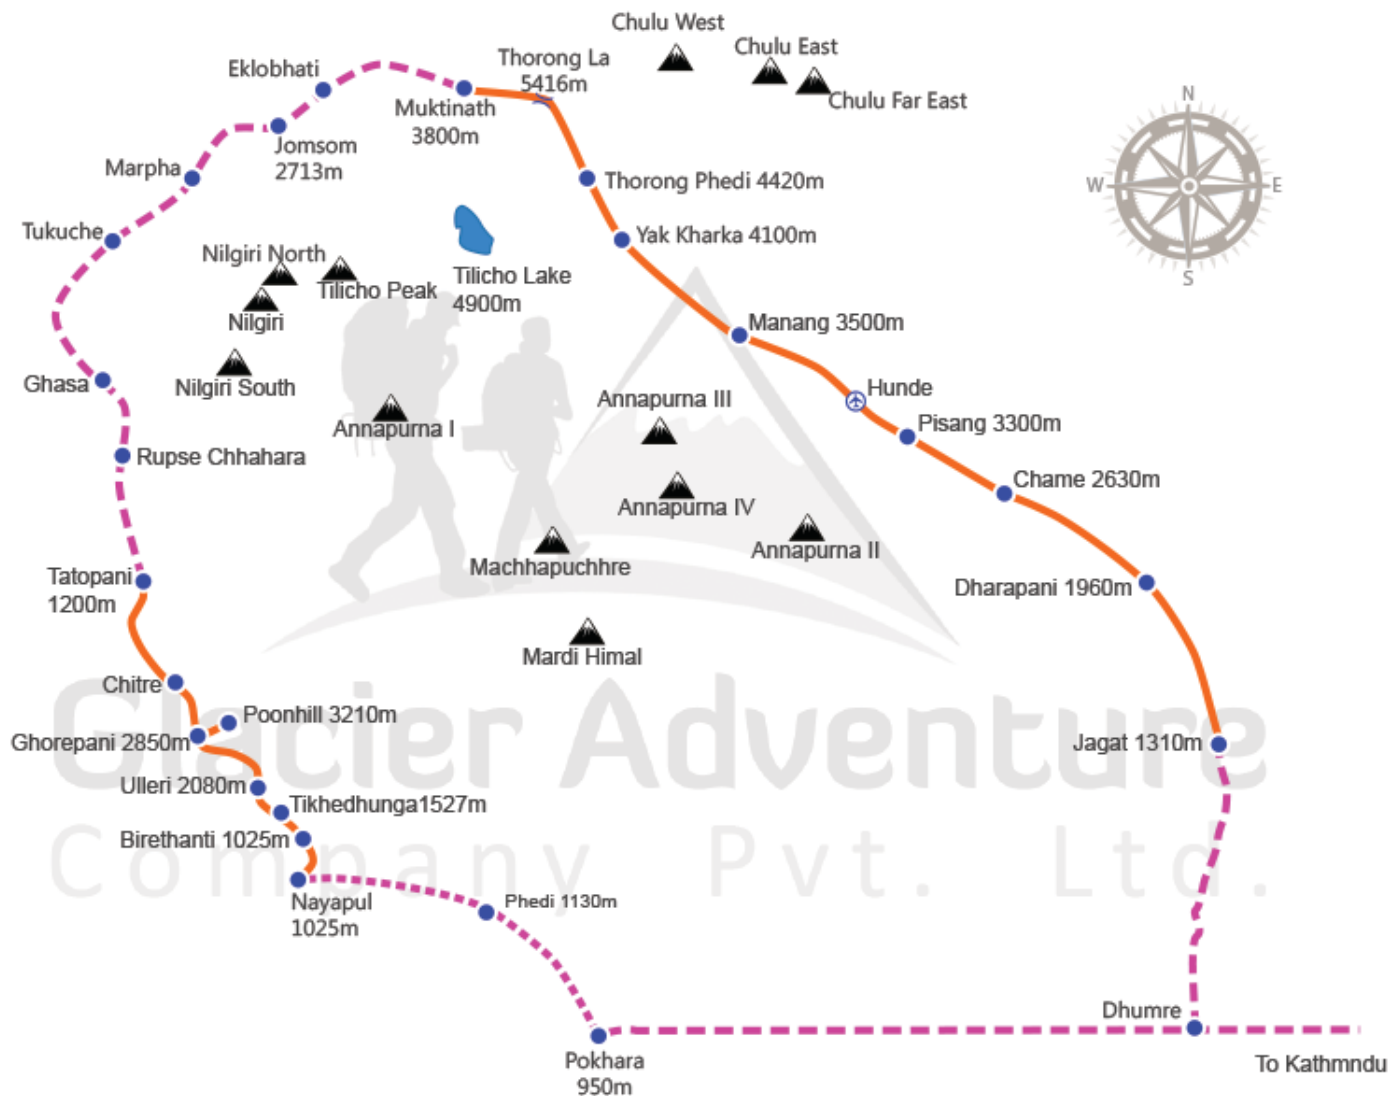 Chulu West
Chulu East
Chulu Far East
Thorong La
5416m
Eklobhati
Muktinath
3800m
Jomsom
2713m
Marpha
Thorong Phedi 4420m
Tukuche
Yak Kharka 4100m
Nilgiri North
Tilicho Peak
Tilicho Lake
4900m
Nilgiri
Manang 3500m
Ghasa
Nilgiri South
Hunde
Annapurna III
Annapurna I
Pisang 3300m
Rupse Chhahara
Chame 2630m
Annapurna IV
Annapurna II
Machhapuchhre
Tatopani
1200m
Dharapani 1960m
Mardi Himal
Chitre
Poonhill 3210m
Ghorepani 2850m
Jagat 1310m
Ulleri 2080m
Tikhedhunga1527m
Birethanti 1025m
Nayapul
1025m
Phedi 1130m
Dhumre
Pokhara
950m
To Kathmndu
N
W
E
S
Glacier Adventure
Company Pvt. Ltd.